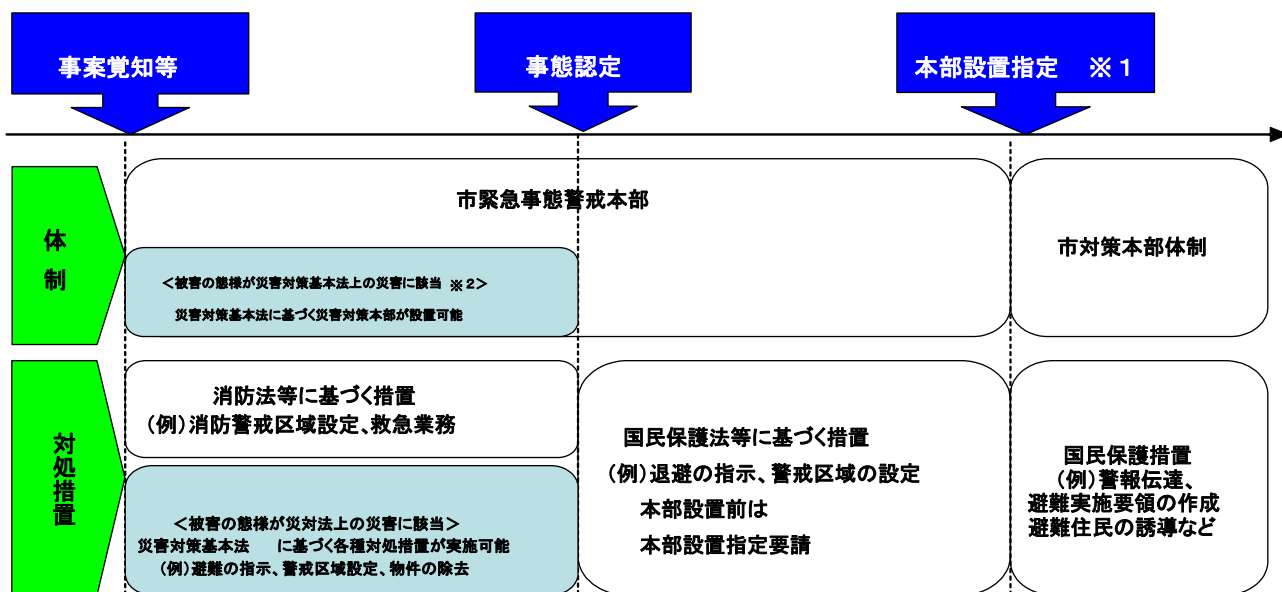 事案覚知等
事態認定
本部設置指定 ※1
体
制
市緊急事態警戒本部
<被害の態様が災害対策基本法上の災害に該当 ※2>
災害対策基本法に基づく災害対策本部が設置可能
市対策本部体制
対処措置
消防法等に基づく措置
(例)消防警戒区域設定、救急業務
<被害の態様が災対法上の災害に該当>
災害対策基本法 に基づく各種対処措置が実施可能
(例)避難の指示、警戒区域設定、物件の除去
国民保護法等に基づく措置
(例)退避の指示、警戒区域の設定
本部設置前は
本部設置指定要請
国民保護措置
(例)警報伝達、
避難実施要領の作成
避難住民の誘導など